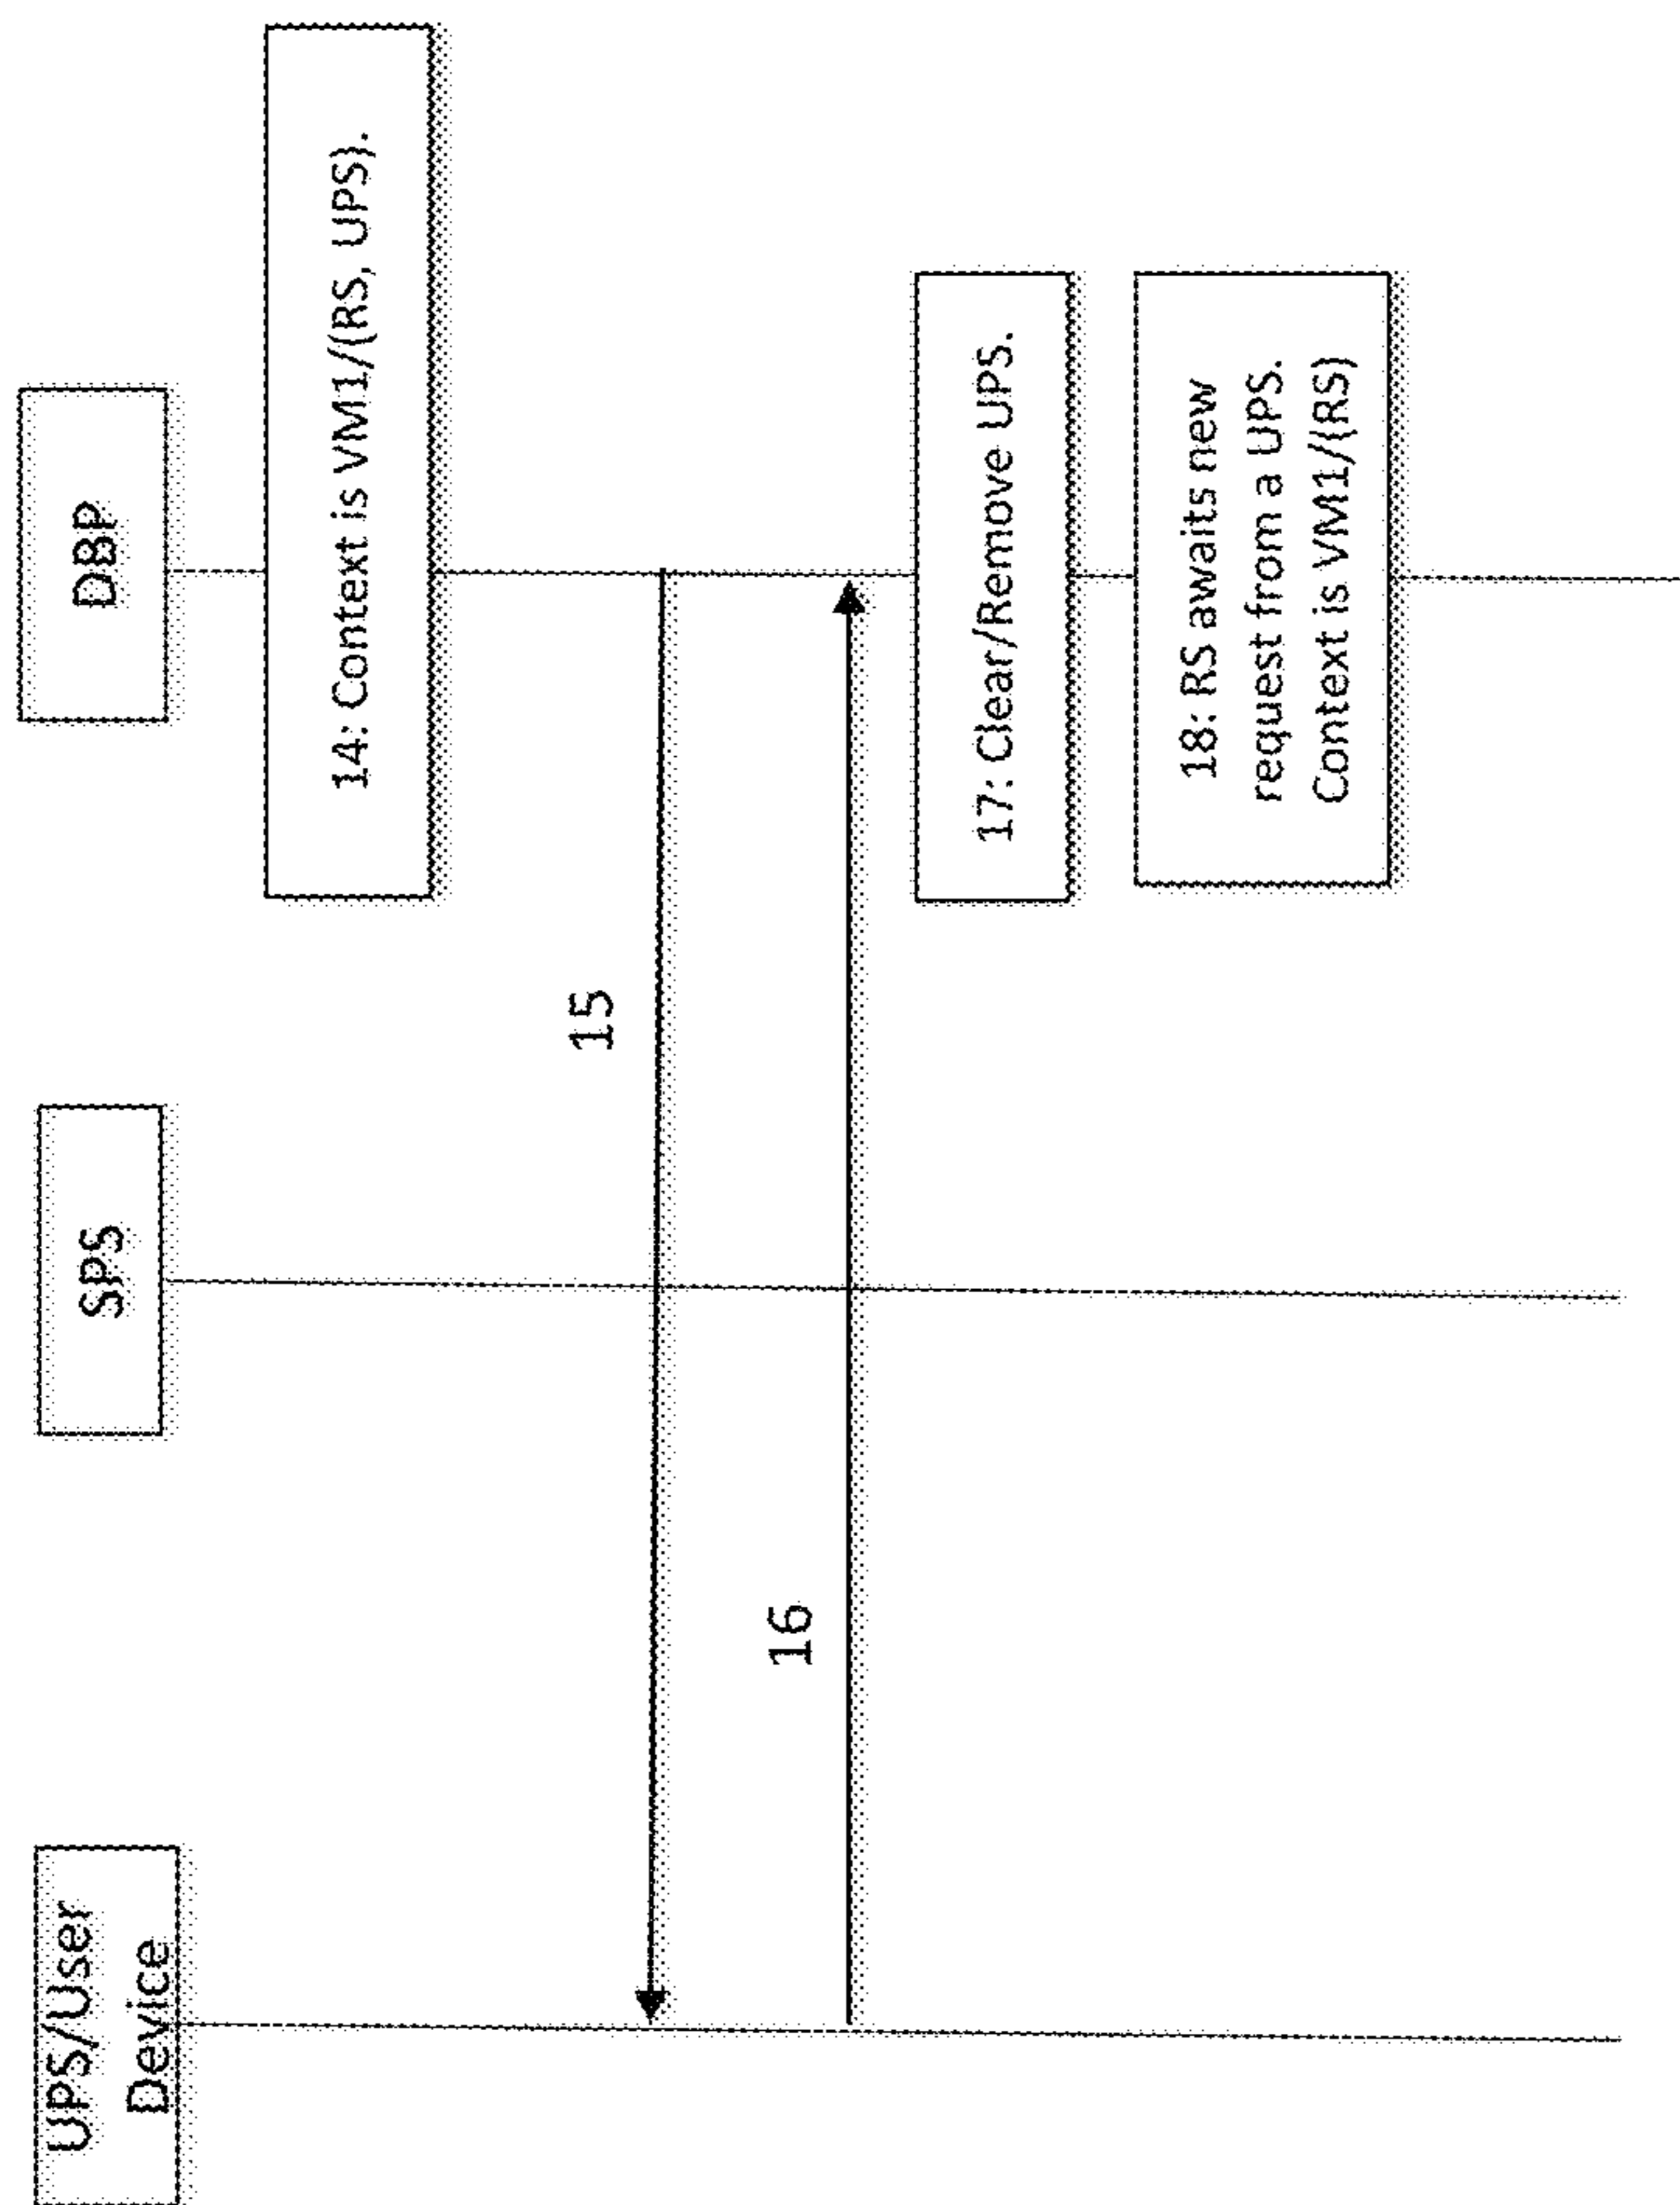 UPS/User
Device
SPS
DBP
14: Context is VM1/{RS, UPS}.
15
16
17: Clear/Remove UPS.
18: RS awaits new
request from a UPS.
Context is VM1/{RS}